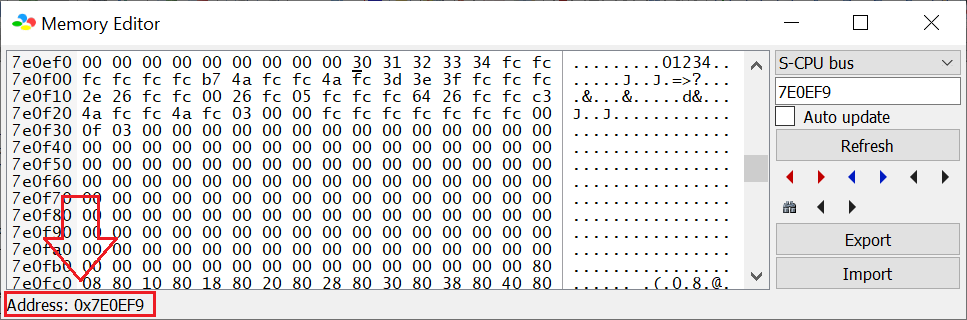 Memory Editor
7e0ef0 00 00 00 00 00 00 00 00 00 30 31 32 33 34 fc fc .........01234..
7e0f00 fc fc fc fc b7 4a fc fc 4a fc 3d 3e 3f fc fc fc .....J..J.=>?...
7e0f10 2e 26 fc fc 00 26 fc 05 fc fc fc 64 26 fc fc c3 .&...&.....d&...
7e0f20 4a fc fc 4a fc 03 00 00 fc fc fc fc fc fc fc 00 J..J............
7e0f30 0f 03 00 00 00 00 00 00 00 00 00 00 00 00 00 00 ................
7e0f40 00 00 00 00 00 00 00 00 00 00 00 00 00 00 00 00 ................
7e0f50 00 00 00 00 00 00 00 00 00 00 00 00 00 00 00 00 ................
7e0f60 00 00 00 00 00 00 00 00 00 00 00 00 00 00 00 00 ................
7e0f70 00 00 00 00 00 00 00 00 00 00 00 00 00 00 00 00 ................
7e0f80 00 00 00 00 00 00 00 00 00 00 00 00 00 00 00 00 ................
7e0f90 00 00 00 00 00 00 00 00 00 00 00 00 00 00 00 00 ................
7e0fa0 00 00 00 00 00 00 00 00 00 00 00 00 00 00 00 00 ................
7e0fb0 00 00 00 00 00 00 00 00 00 00 00 00 00 00 00 80 ................
7e0fc0 08 80 10 80 18 80 20 80 28 80 30 80 38 80 40 80 ...... .(.0.8.@.
Address: 0x7E0EF9
S-CPU bus
7E0EF9
Auto update
Refresh
Export
Import